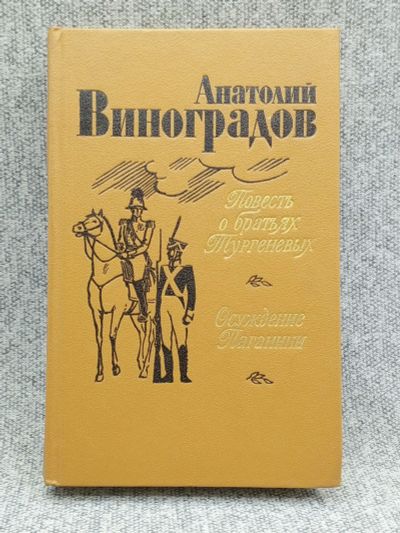 Анатолий
Виноградов
Повесть
о братьях
Тургеневых
Осуждение
Паганини